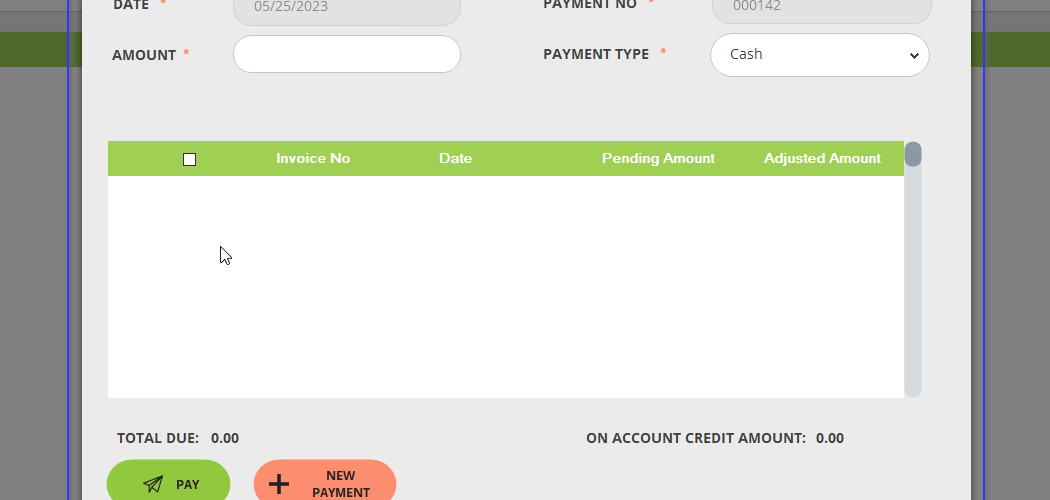 DATE * 05/25/2023 PAYMENT NO * 000142
AMOUNT * PAYMENT TYPE * Cash
Invoice No Date Pending Amount Adjusted Amount
TOTAL DUE: 0.00 ON ACCOUNT CREDIT AMOUNT: 0.00
PAY
NEW
PAYMENT